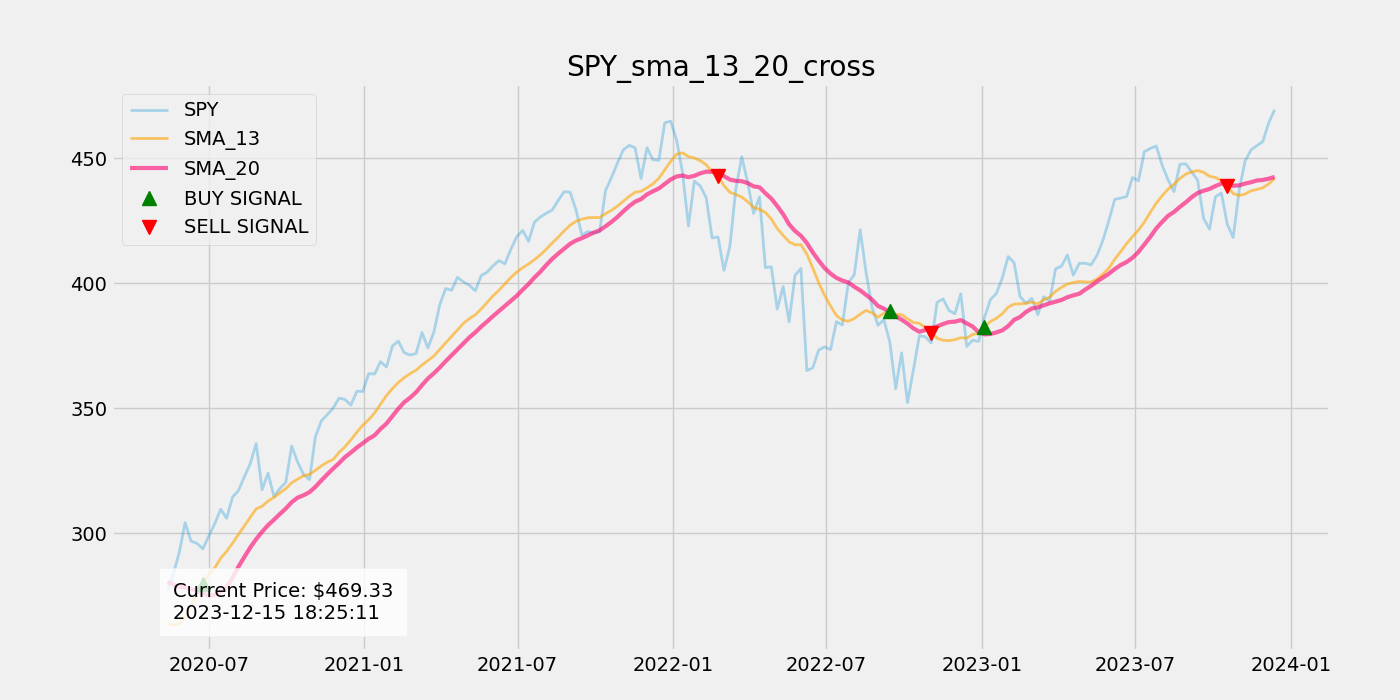 SPY_sma_13_20_cross
SPY
SMA_13
SMA_20
BUY SIGNAL
SELL SIGNAL
450
400
350
300
Current Price: $469.33
2023-12-15 18:25:11
2020-07 2021-01 2021-07 2022-01 2022-07 2023-01 2023-07 2024-01